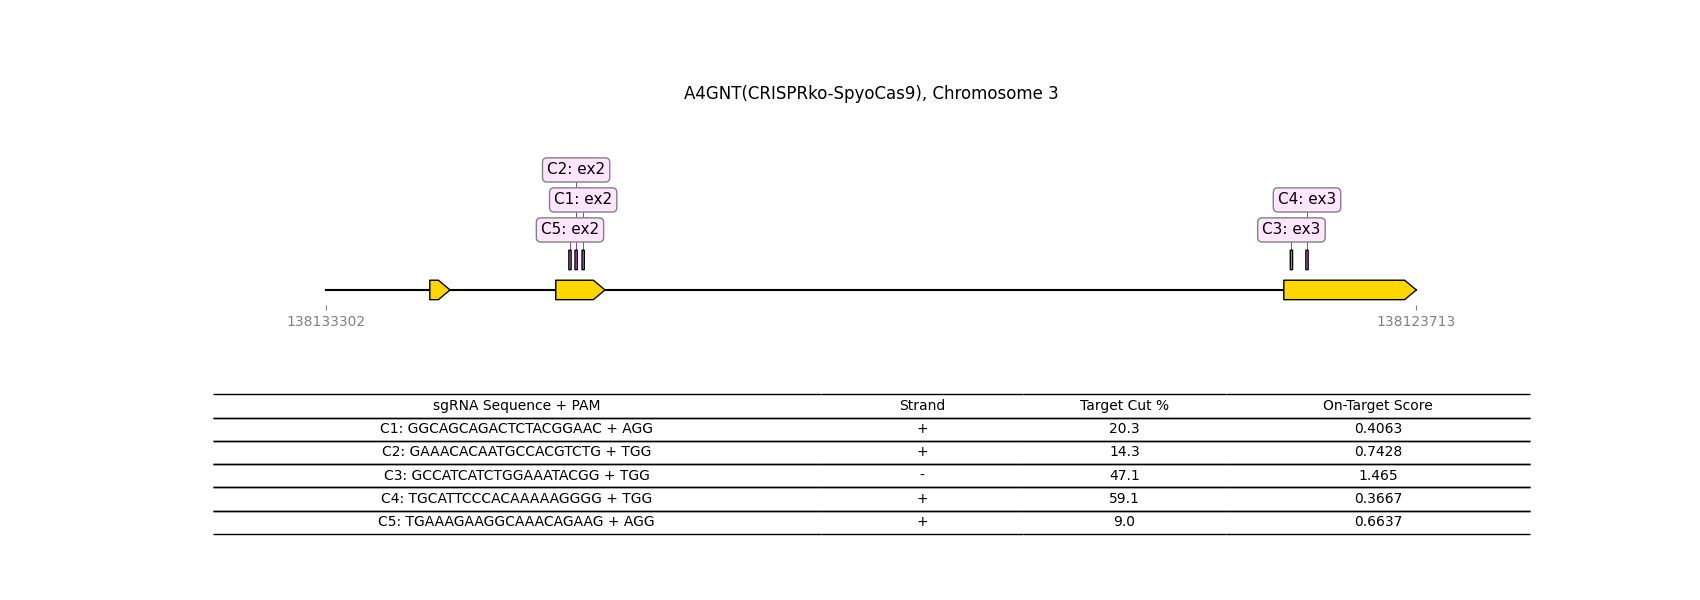 A4GNT(CRISPRko-SpyoCas9), Chromosome 3
C2: ex2
C1: ex2
C4: ex3
C5: ex2
C3: ex3
138133302
138123713
sgRNA Sequence + PAM Strand Target Cut % On-Target Score
C1: GGCAGCAGACTCTACGGAAC + AGG + 20.3 0.4063
C2: GAAACACAATGCCACGTCTG + TGG + 14.3 0.7428
C3: GCCATCATCTGGAAATACGG + TGG - 47.1 1.465
C4: TGCATTCCCACAAAAAGGGG + TGG + 59.1 0.3667
C5: TGAAAGAAGGCAAACAGAAG + AGG + 9.0 0.6637